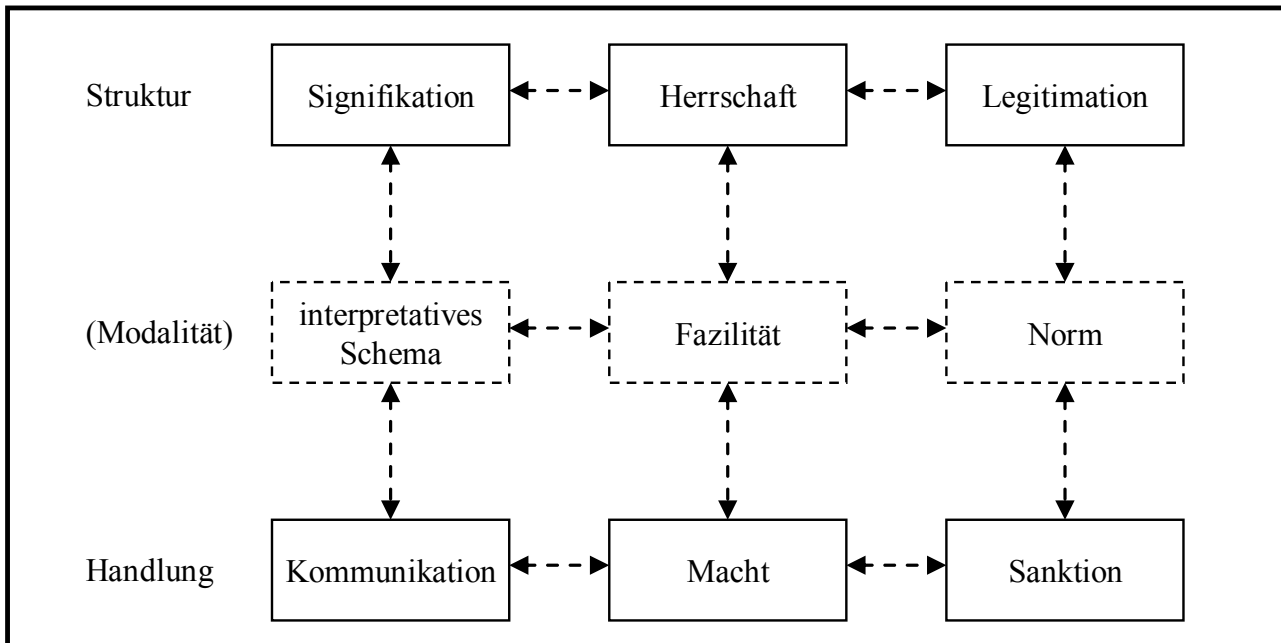 Struktur
Signifikation
Herrschaft
Legitimation
(Modalität)
interpretatives
Schema
Fazilität
Norm
Handlung
Kommunikation
Macht
Sanktion